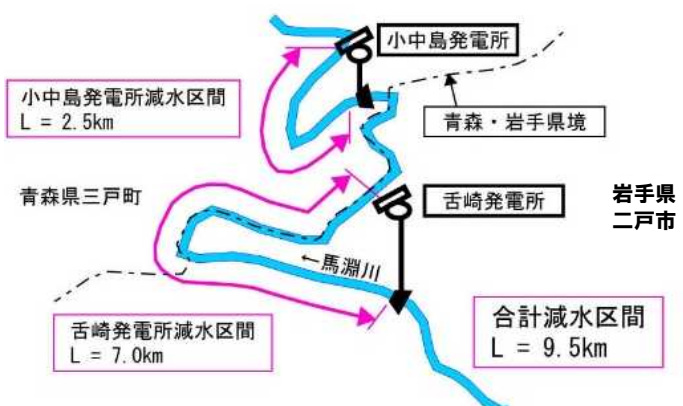 小中島発電所
小中島発電所減水区間
L = 2.5km
青森・岩手県境
青森県三戸町
舌崎発電所
岩手県
二戸市
←馬淵川
舌崎発電所減水区間
L = 7.0km
合計減水区間
L = 9.5km